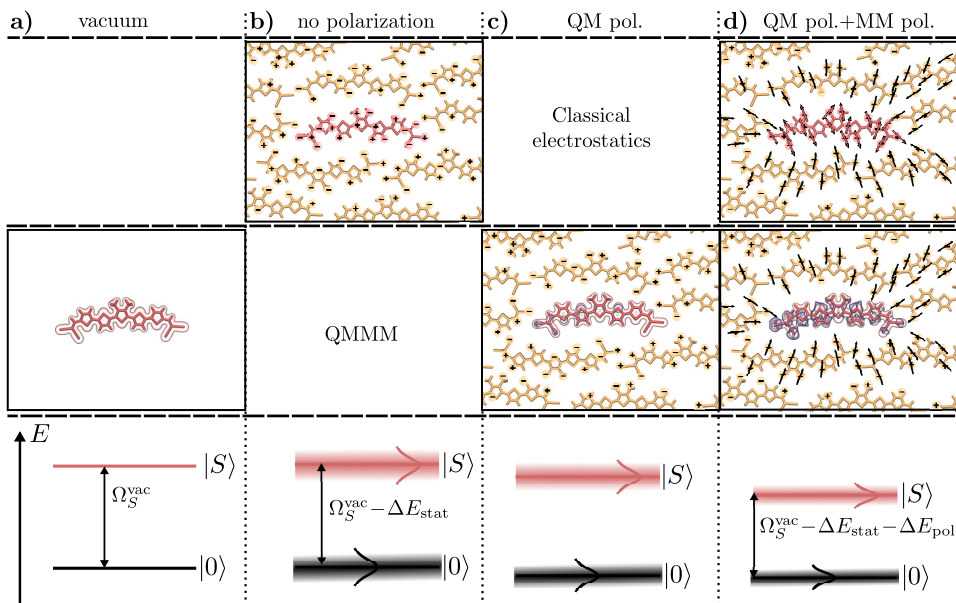 a) vacuum
b) no polarization
c) QM pol.
d) QM pol.+MM pol.
Classical
electrostatics
QMMM
E
|S⟩
Ω_S^vac
|0⟩
|S⟩
Ω_S^vac − ΔE_stat
|0⟩
|S⟩
|0⟩
|S⟩
Ω_S^vac − ΔE_stat − ΔE_pol
|0⟩